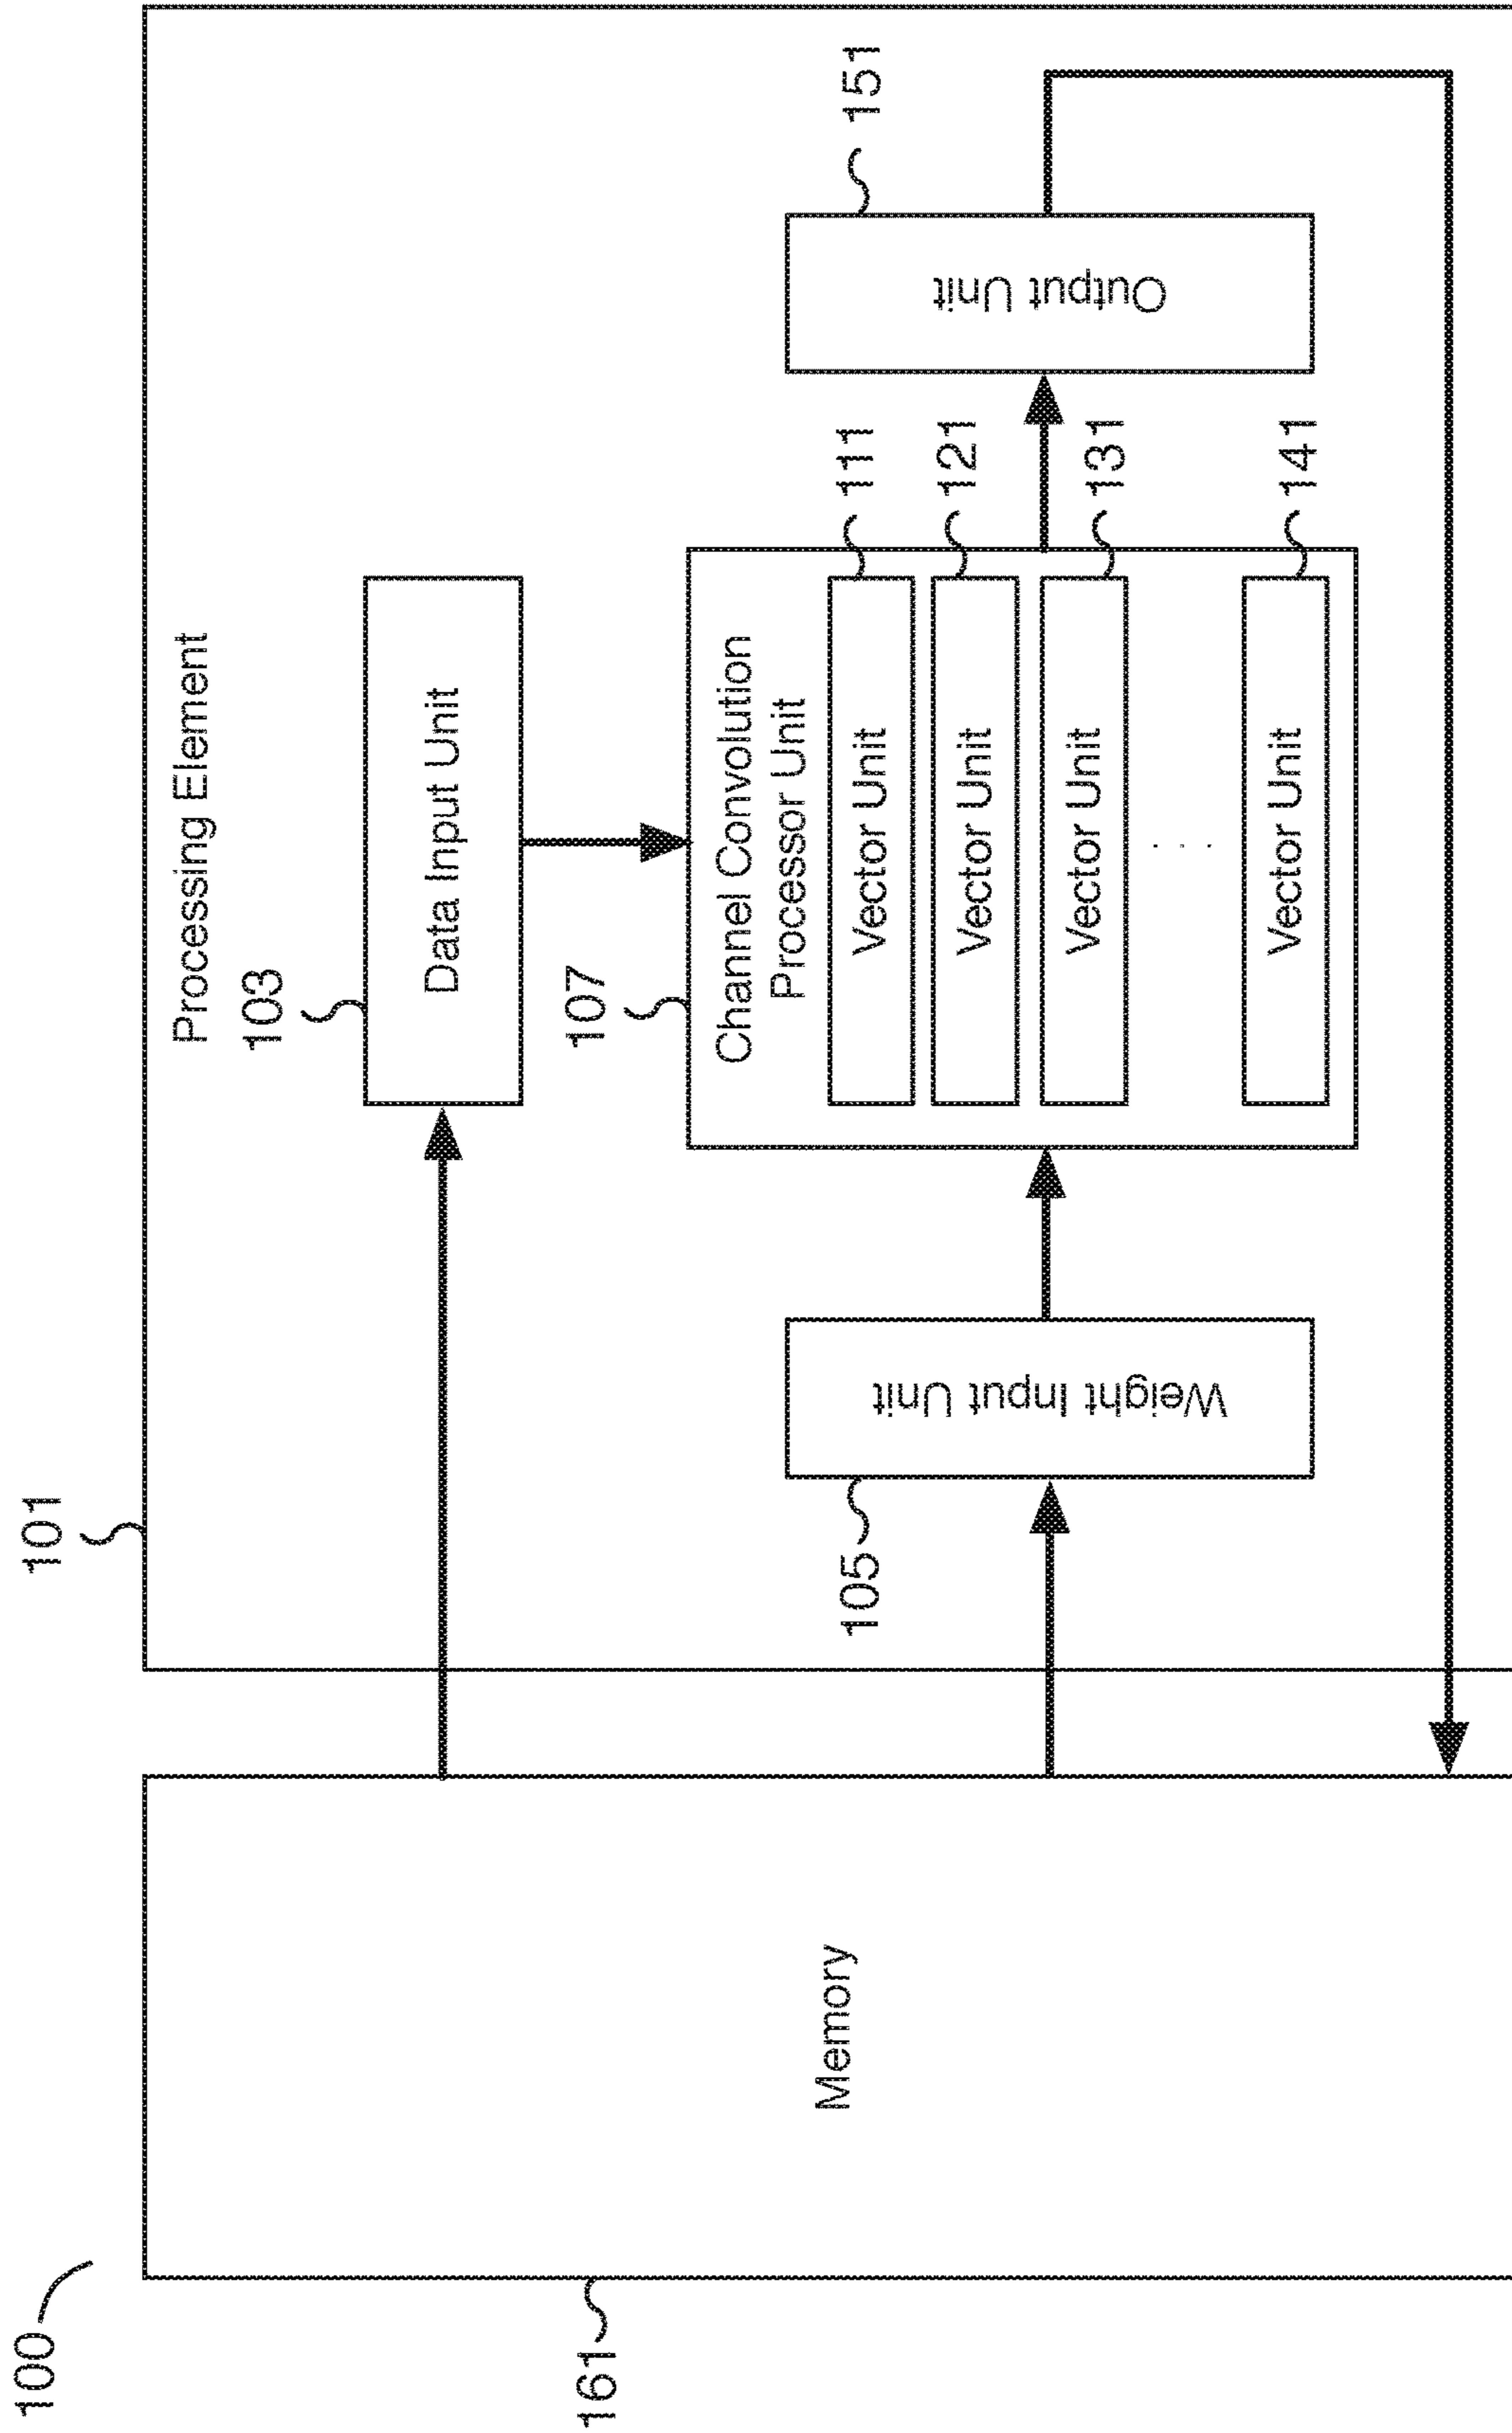 100
101
Processing Element
103
Data Input Unit
107
Channel Convolution
Processor Unit
Vector Unit
111
Vector Unit
121
Vector Unit
131
. . .
Vector Unit
141
105
Weight Input Unit
Output Unit
151
Memory
161